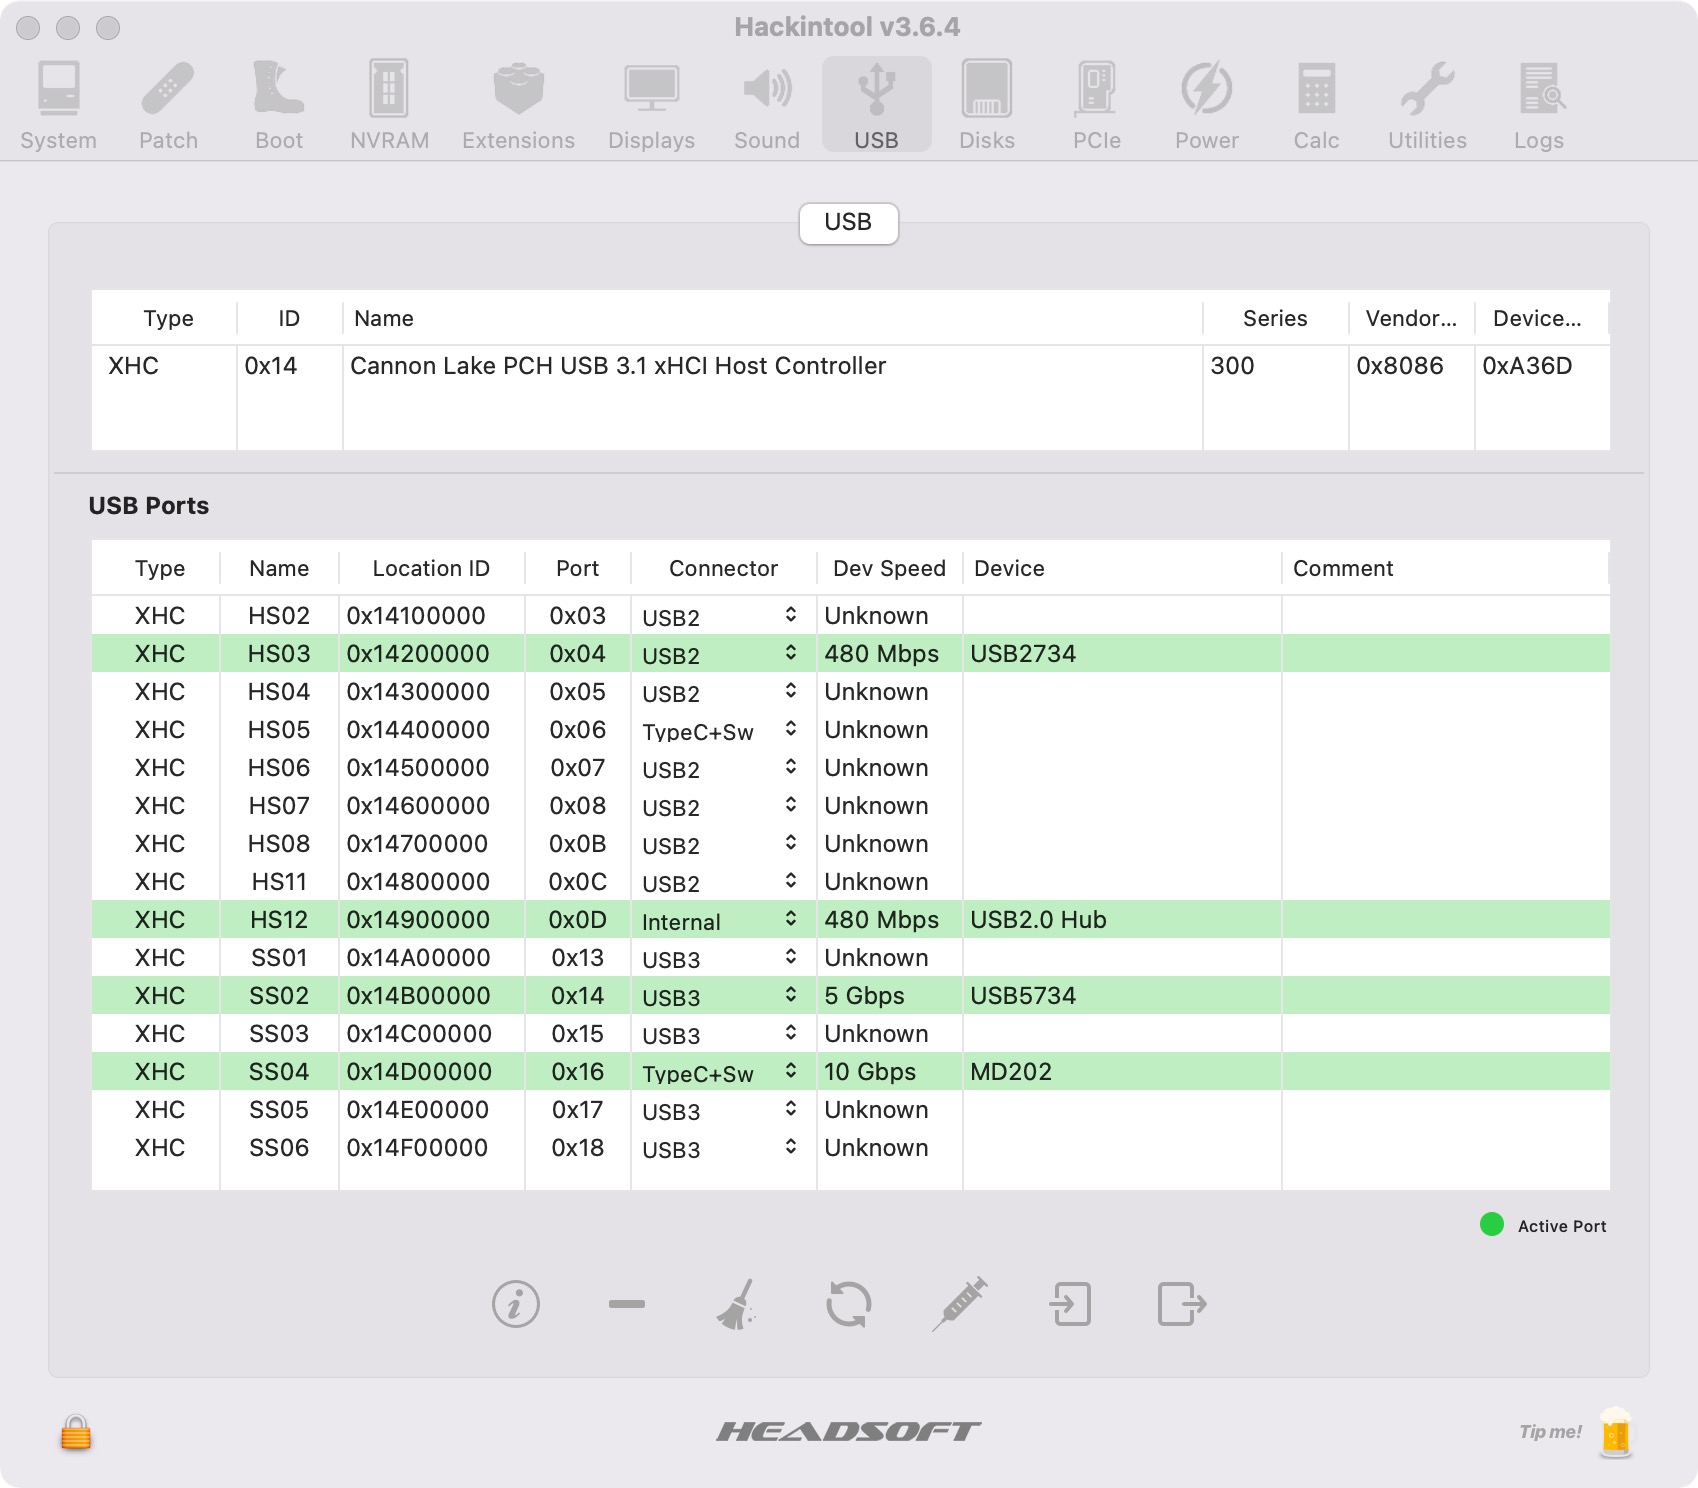 Hackintool v3.6.4
System Patch Boot NVRAM Extensions Displays Sound USB Disks PCIe Power Calc Utilities Logs
USB
Type ID Name Series Vendor... Device...
XHC 0x14 Cannon Lake PCH USB 3.1 xHCI Host Controller 300 0x8086 0xA36D
USB Ports
Type Name Location ID Port Connector Dev Speed Device Comment
XHC HS02 0x14100000 0x03 USB2 Unknown
XHC HS03 0x14200000 0x04 USB2 480 Mbps USB2734
XHC HS04 0x14300000 0x05 USB2 Unknown
XHC HS05 0x14400000 0x06 TypeC+Sw Unknown
XHC HS06 0x14500000 0x07 USB2 Unknown
XHC HS07 0x14600000 0x08 USB2 Unknown
XHC HS08 0x14700000 0x0B USB2 Unknown
XHC HS11 0x14800000 0x0C USB2 Unknown
XHC HS12 0x14900000 0x0D Internal 480 Mbps USB2.0 Hub
XHC SS01 0x14A00000 0x13 USB3 Unknown
XHC SS02 0x14B00000 0x14 USB3 5 Gbps USB5734
XHC SS03 0x14C00000 0x15 USB3 Unknown
XHC SS04 0x14D00000 0x16 TypeC+Sw 10 Gbps MD202
XHC SS05 0x14E00000 0x17 USB3 Unknown
XHC SS06 0x14F00000 0x18 USB3 Unknown
Active Port
HEADSOFT
Tip me!